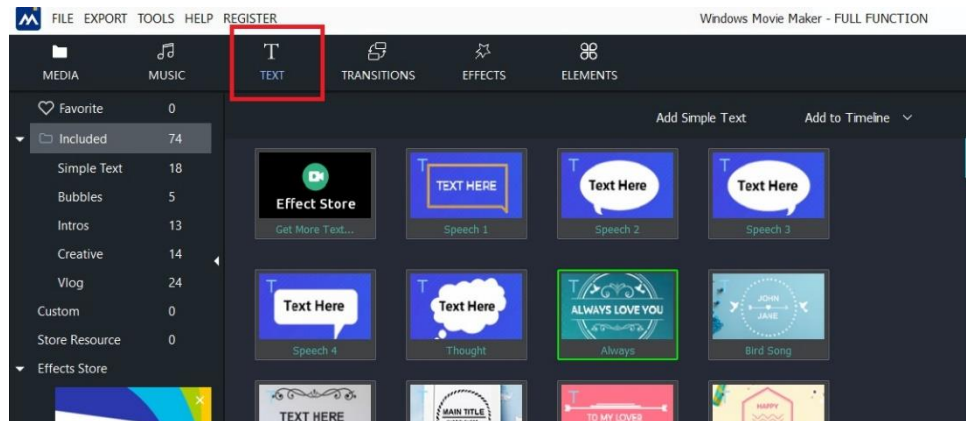 FILE EXPORT TOOLS HELP REGISTER
Windows Movie Maker - FULL FUNCTION
MEDIA MUSIC TEXT TRANSITIONS EFFECTS ELEMENTS
Favorite 0
Included 74
Simple Text 18
Bubbles 5
Intros 13
Creative 14
Vlog 24
Custom 0
Store Resource 0
Effects Store
Add Simple Text Add to Timeline
Effect Store
Get More Text...
T
TEXT HERE
Speech 1
T
Text Here
Speech 2
T
Text Here
Speech 3
T
Text Here
Speech 4
T
Text Here
Thought
T
ALWAYS LOVE YOU
Always
T
JOHN
JANE
Bird Song
TEXT HERE
MAIN TITLE
T
TO MY LOVER
T
HAPPY